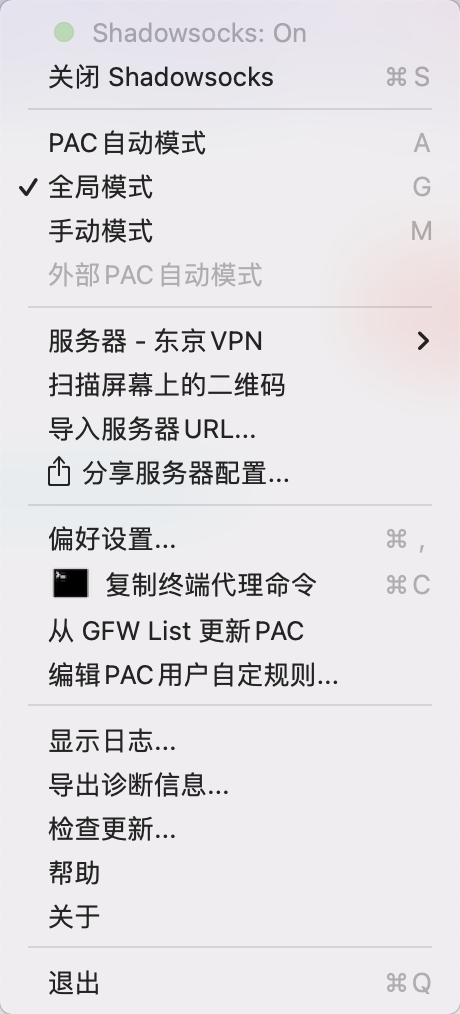 Shadowsocks: On
关闭 Shadowsocks ⌘ S
PAC自动模式 A
✓ 全局模式 G
手动模式 M
外部PAC自动模式
服务器 - 东京VPN
扫描屏幕上的二维码
导入服务器URL...
分享服务器配置...
偏好设置... ⌘ ,
复制终端代理命令 ⌘ C
从 GFW List 更新PAC
编辑PAC用户自定规则...
显示日志...
导出诊断信息...
检查更新...
帮助
关于
退出 ⌘ Q